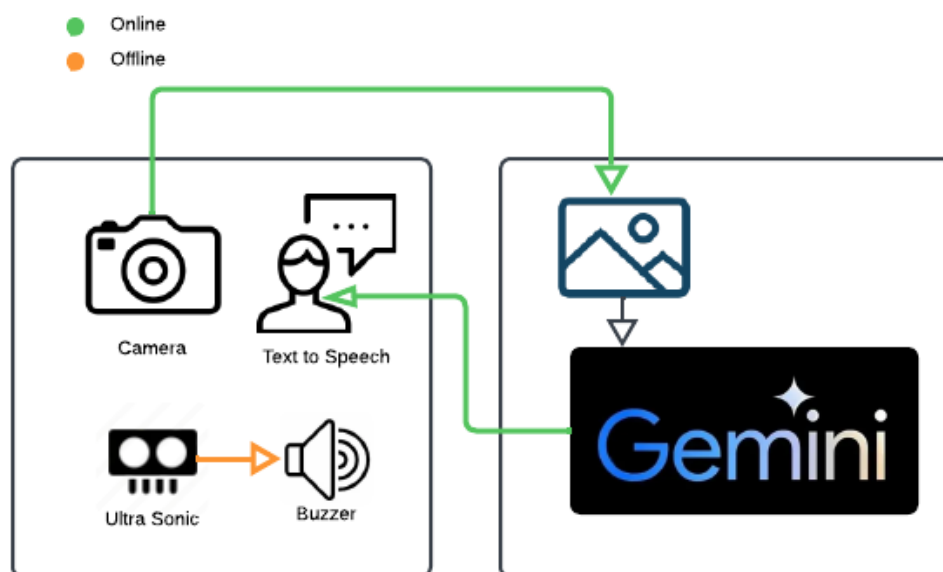 Online
Offline
Camera
Text to Speech
Ultra Sonic
Buzzer
Gemini